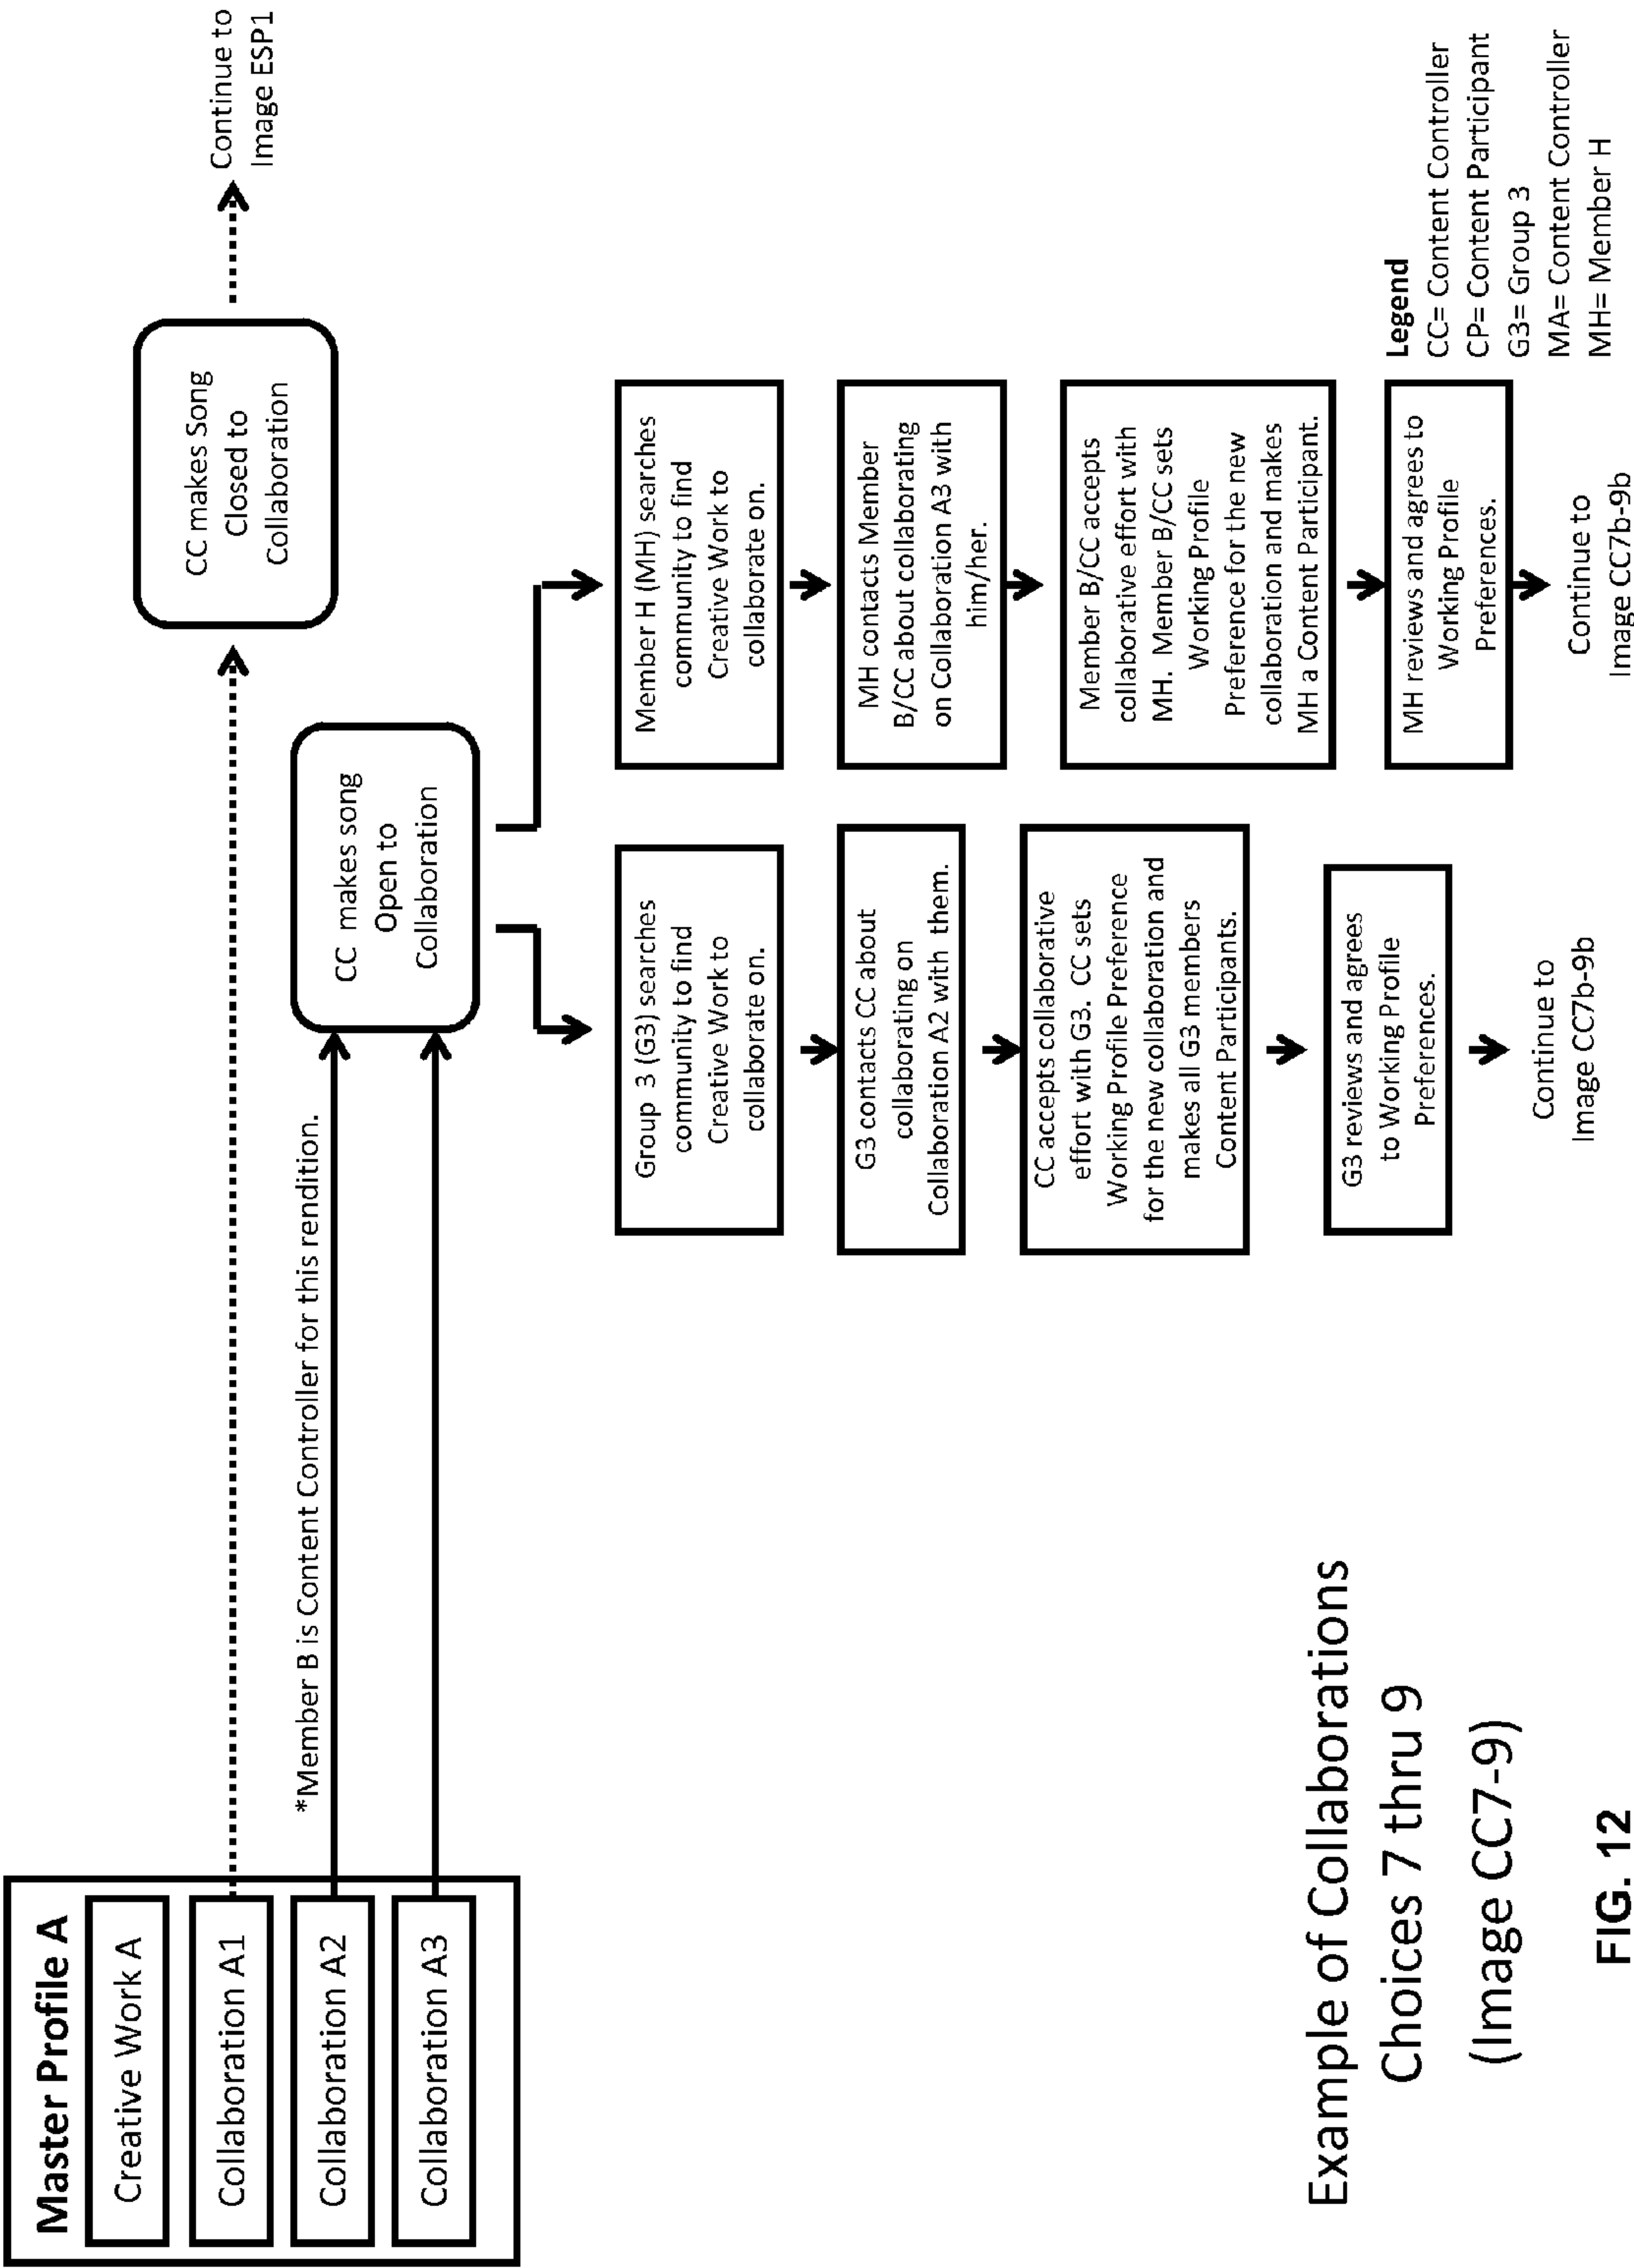 Master Profile A
Creative Work A
Collaboration A1
Collaboration A2
Collaboration A3
*Member B is Content Controller for this rendition.
CC makes song
Open to
Collaboration
CC makes Song
Closed to
Collaboration
Continue to
Image ESP1
Group 3 (G3) searches
community to find
Creative Work to
collaborate on.
G3 contacts CC about
collaborating on
Collaboration A2 with them.
CC accepts collaborative
effort with G3. CC sets
Working Profile Preference
for the new collaboration and
makes all G3 members
Content Participants.
G3 reviews and agrees
to Working Profile
Preferences.
Continue to
Image CC7b-9b
Member H (MH) searches
community to find
Creative Work to
collaborate on.
MH contacts Member
B/CC about collaborating
on Collaboration A3 with
him/her.
Member B/CC accepts
collaborative effort with
MH. Member B/CC sets
Working Profile
Preference for the new
collaboration and makes
MH a Content Participant.
MH reviews and agrees to
Working Profile
Preferences.
Continue to
Image CC7b-9b
Legend
CC= Content Controller
CP= Content Participant
G3= Group 3
MA= Content Controller
MH= Member H
Example of Collaborations
Choices 7 thru 9
(Image CC7-9)
FIG. 12